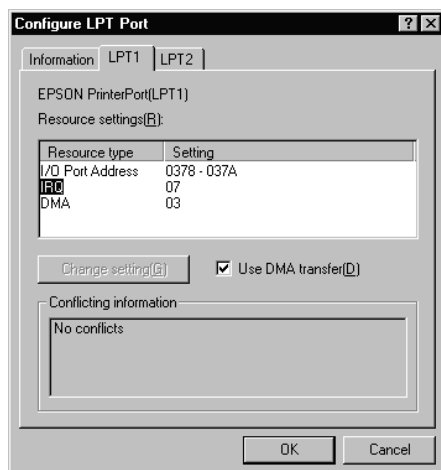 Configure LPT Port
Information LPT1 LPT2
EPSON PrinterPort(LPT1)
Resource settings(R):
Resource type Setting
I/O Port Address 0378 - 037A
IRQ 07
DMA 03
Change setting(G) Use DMA transfer(D)
Conflicting information
No conflicts
OK Cancel